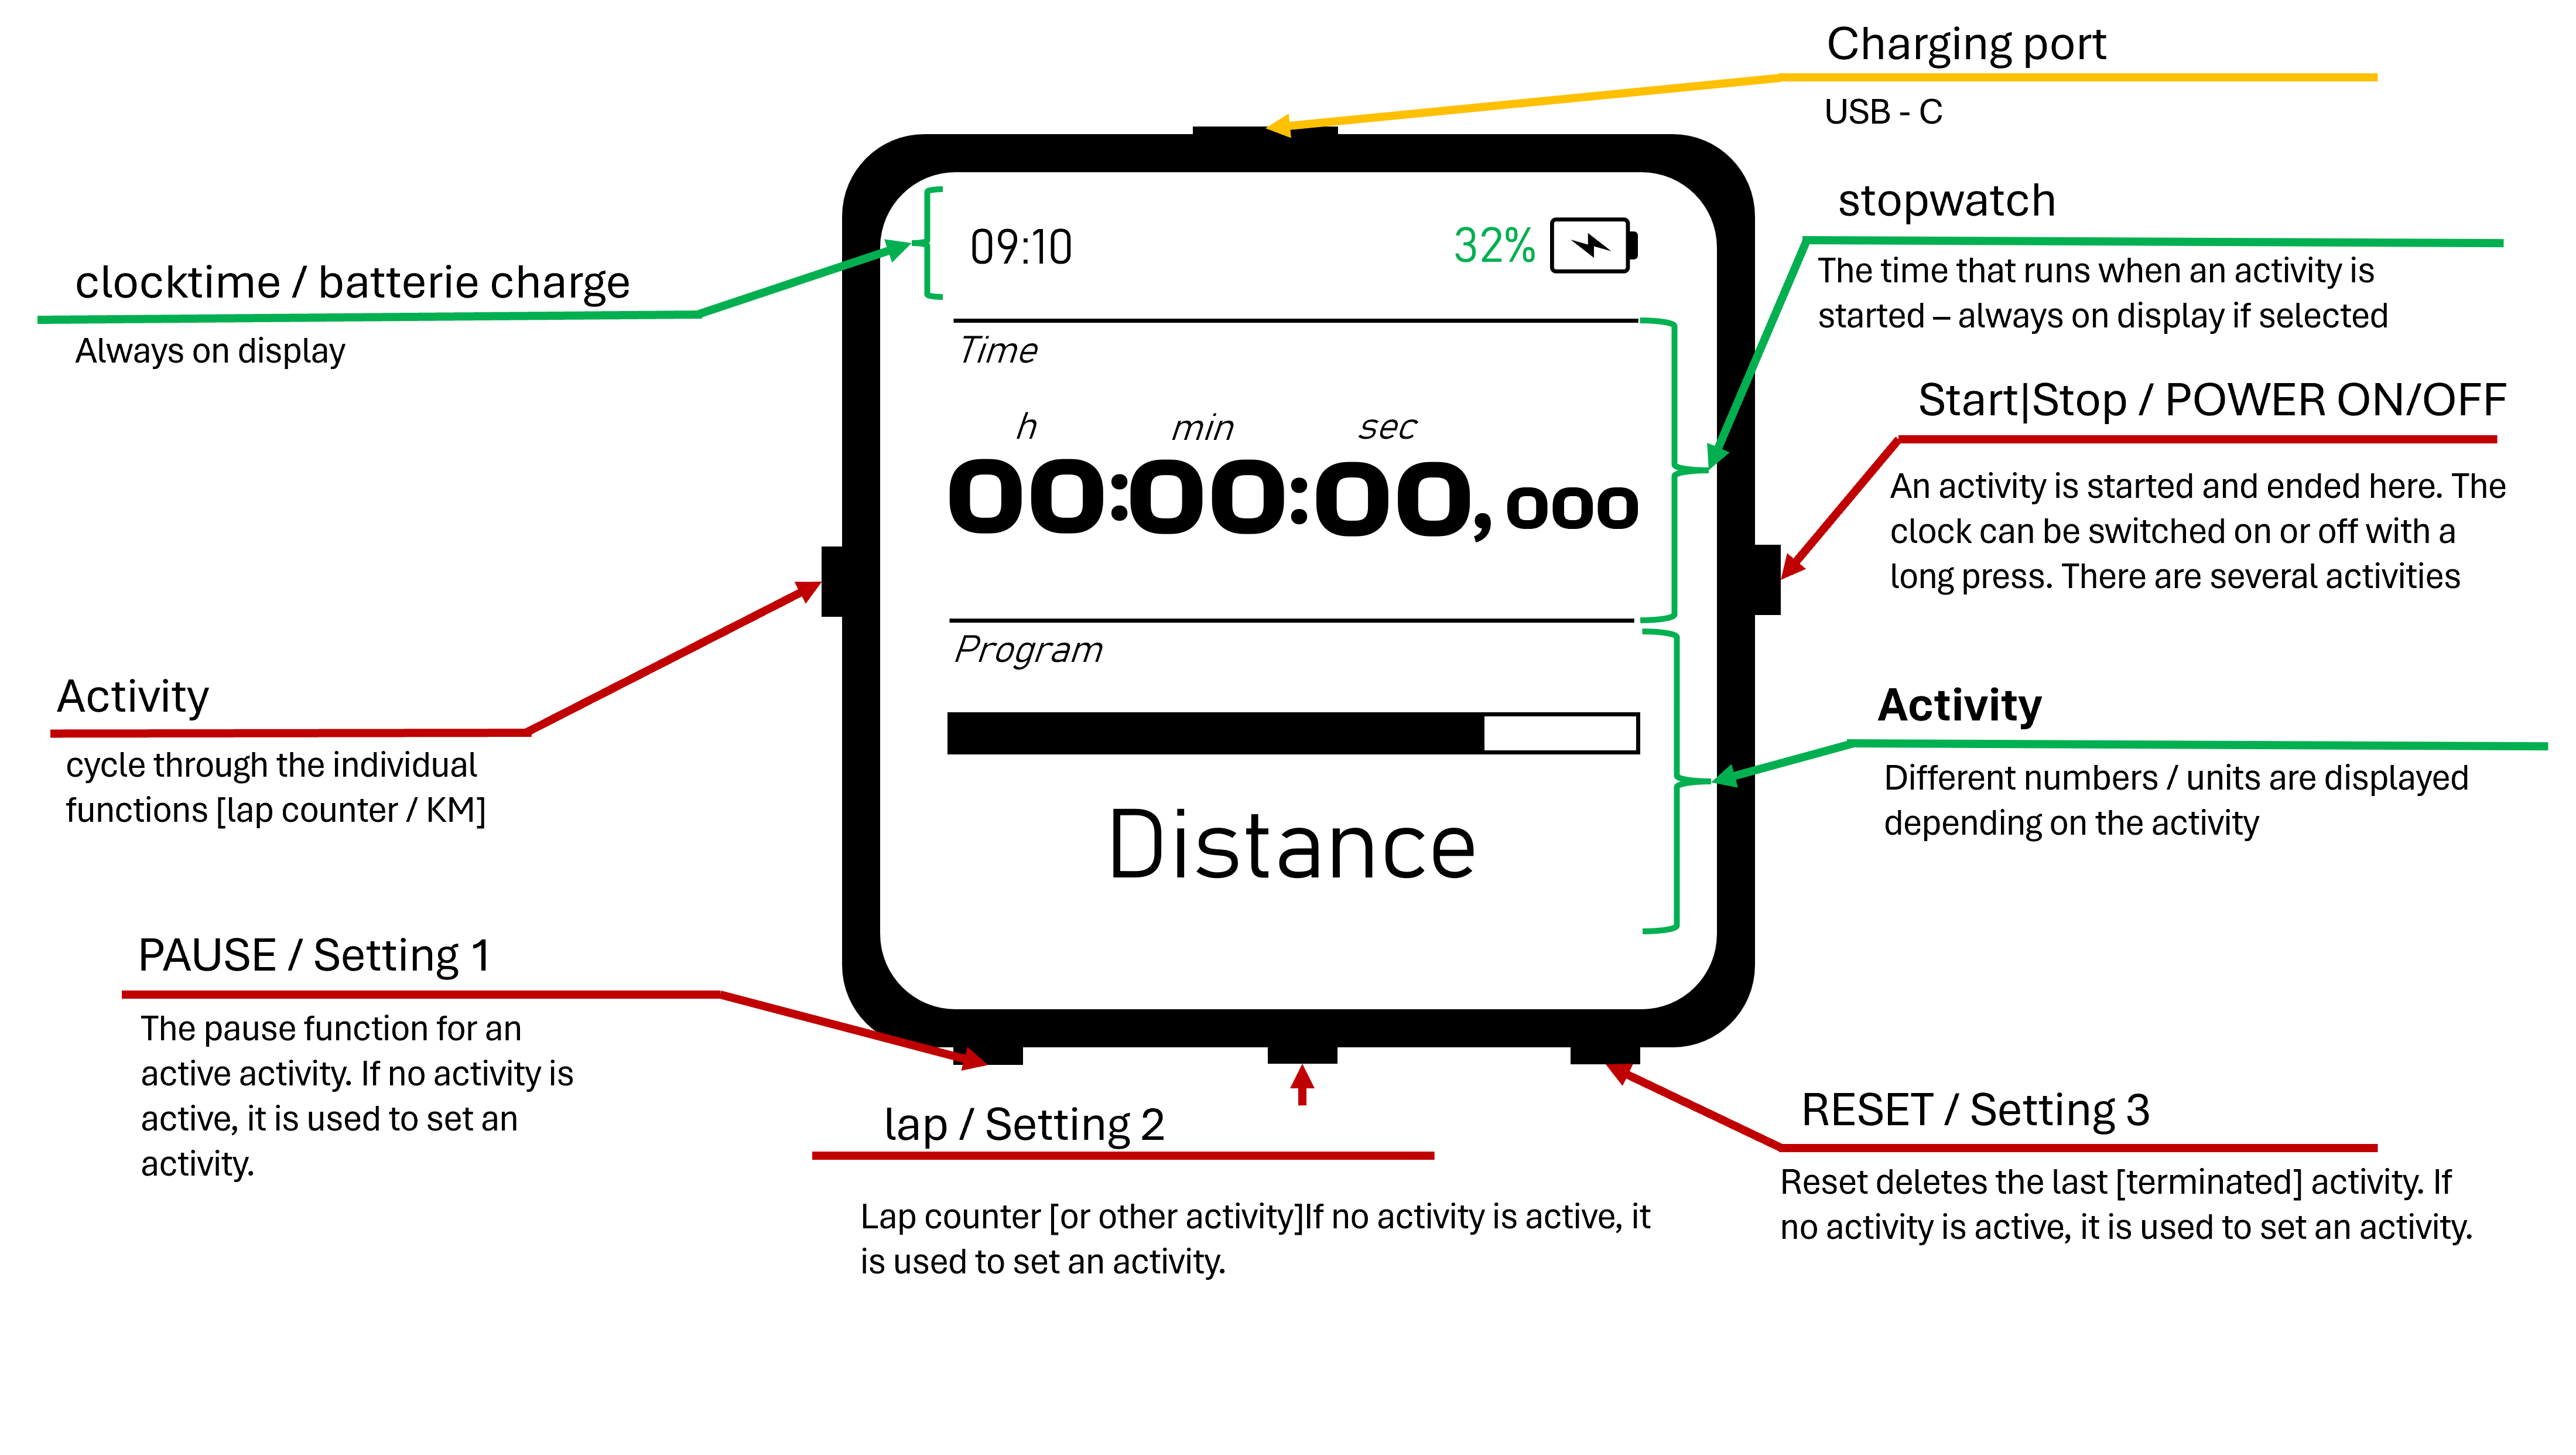 Charging port
USB - C
stopwatch
The time that runs when an activity is
started – always on display if selected
clocktime / batterie charge
Always on display
09:10
32%
Time
h min sec
00:00:00,000
Start|Stop / POWER ON/OFF
An activity is started and ended here. The
clock can be switched on or off with a
long press. There are several activities
Program
Distance
Activity
cycle through the individual
functions [lap counter / KM]
Activity
Different numbers / units are displayed
depending on the activity
PAUSE / Setting 1
The pause function for an
active activity. If no activity is
active, it is used to set an
activity.
lap / Setting 2
Lap counter [or other activity]If no activity is active, it
is used to set an activity.
RESET / Setting 3
Reset deletes the last [terminated] activity. If
no activity is active, it is used to set an activity.